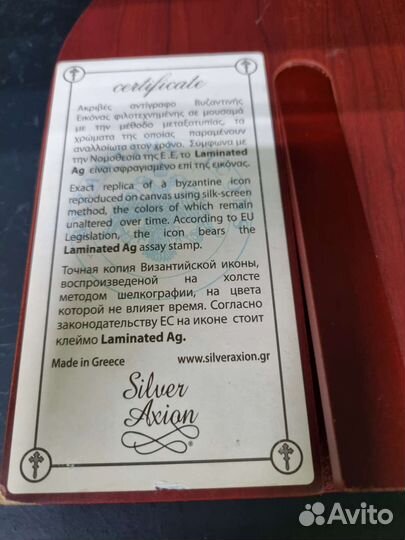 certificate
Ακριβές αντίγραφο Βυζαντινής
Εικόνας φιλοτεχνημένης σε μουσαμά
με την μέθοδο μεταξοτυπίας, τα
χρώματα της οποίας παραμένουν
αναλλοίωτα στον χρόνο. Σύμφωνα με
την Νομοθεσία της Ε.Ε, το Laminated
Ag είναι σφραγισμένο επί της εικόνας.
Exact replica of a byzantine icon
reproduced on canvas using silk-screen
method, the colors of which remain
unaltered over time. According to EU
Legislation, the icon bears the
Laminated Ag assay stamp.
Точная копия Византийской иконы,
воспроизведенной на холсте
методом шелкографии, на цвета
которой не влияет время. Согласно
законодательству ЕС на иконе стоит
клеймо Laminated Ag.
Made in Greece www.silveraxion.gr
Silver
Axion
®
Avito